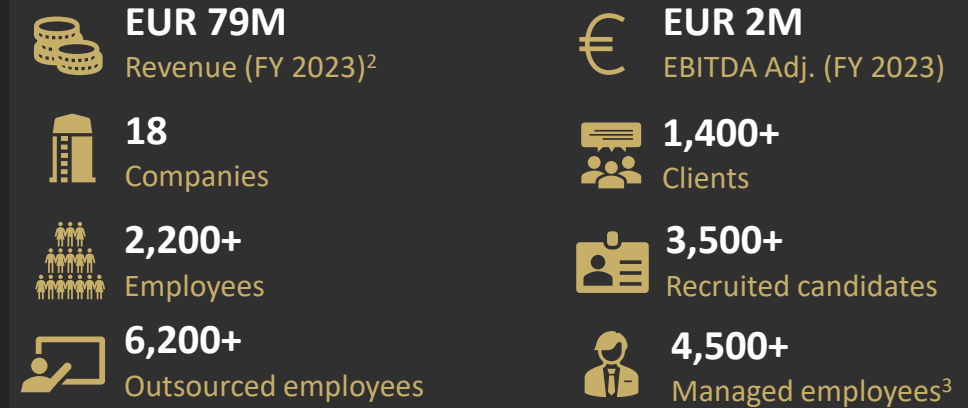 EUR 79M
Revenue (FY 2023)²
EUR 2M
EBITDA Adj. (FY 2023)
18
Companies
1,400+
Clients
2,200+
Employees
3,500+
Recruited candidates
6,200+
Outsourced employees
4,500+
Managed employees³